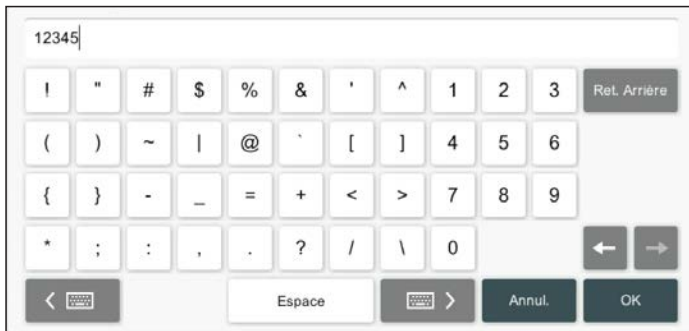 12345
! " # $ % & ' ^ 1 2 3 Ret. Arrière
( ) ~ | @ ` [ ] 4 5 6
{ } - _ = + < > 7 8 9
* ; : , . ? / \ 0 ← →
< Espace > Annul. OK